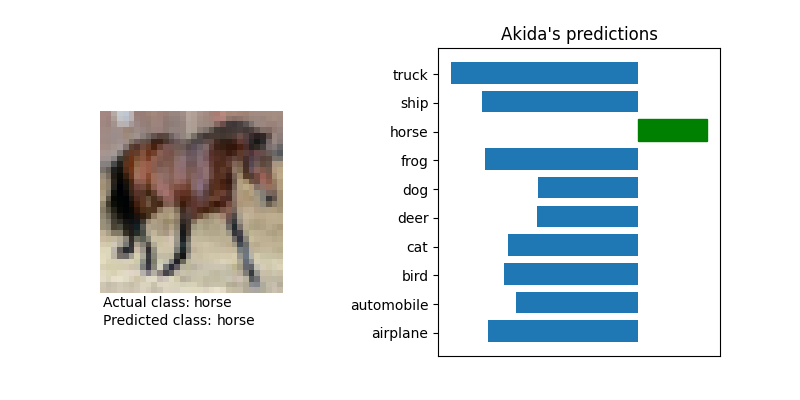 Akida's predictions
truck
ship
horse
frog
dog
deer
cat
bird
automobile
airplane
Actual class: horse
Predicted class: horse